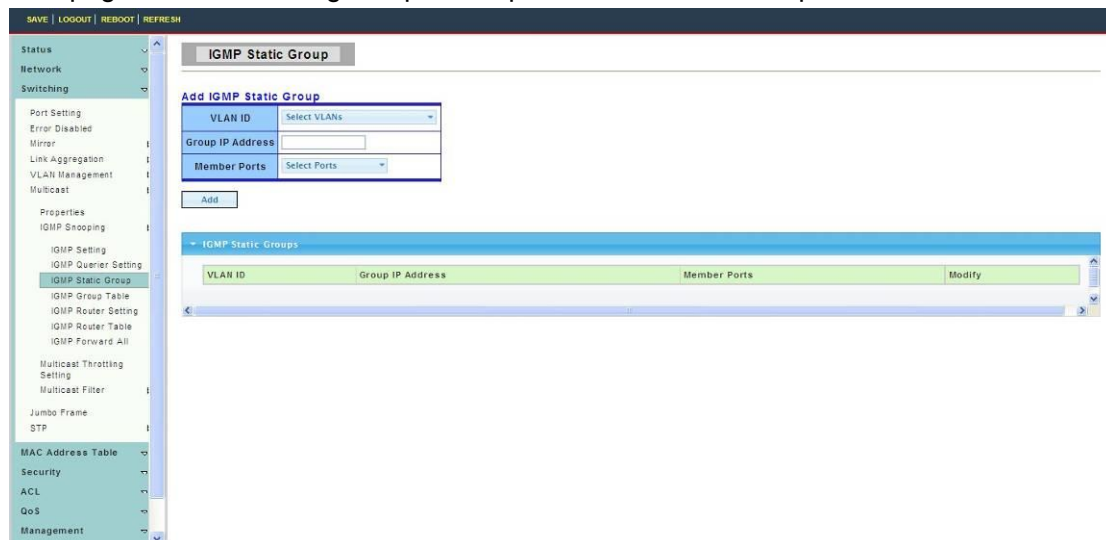 SAVE | LOGOUT | REBOOT | REFRESH
Status
Network
Switching
Port Setting
Error Disabled
Mirror
Link Aggregation
VLAN Management
Multicast
Properties
IGMP Snooping
IGMP Setting
IGMP Querier Setting
IGMP Static Group
IGMP Group Table
IGMP Router Setting
IGMP Router Table
IGMP Forward All
Multicast Throttling
Setting
Multicast Filter
Jumbo Frame
STP
MAC Address Table
Security
ACL
QoS
Management
IGMP Static Group
Add IGMP Static Group
VLAN ID Select VLANs
Group IP Address
Member Ports Select Ports
Add
IGMP Static Groups
VLAN ID Group IP Address Member Ports Modify